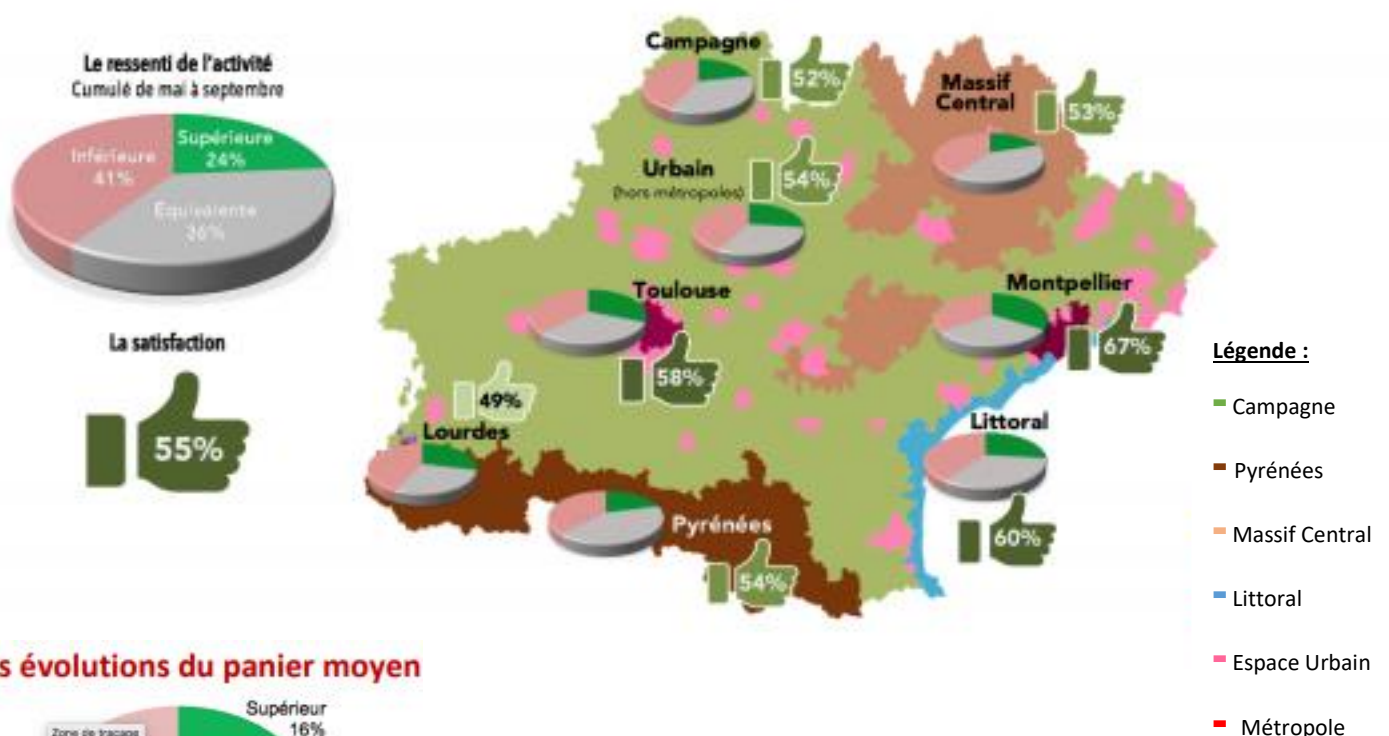 Le ressenti de l'activité
Cumulé de mai à septembre
Supérieure
24%
Inférieure
41%
Équivalente
36%
La satisfaction
55%
Campagne
52%
Massif
Central
53%
Urbain
(hors métropoles)
54%
Toulouse
58%
Montpellier
67%
49%
Lourdes
Littoral
60%
Pyrénées
54%
Légende :
Campagne
Pyrénées
Massif Central
Littoral
Espace Urbain
Métropole
s évolutions du panier moyen
Supérieur
16%
Zone de traçage